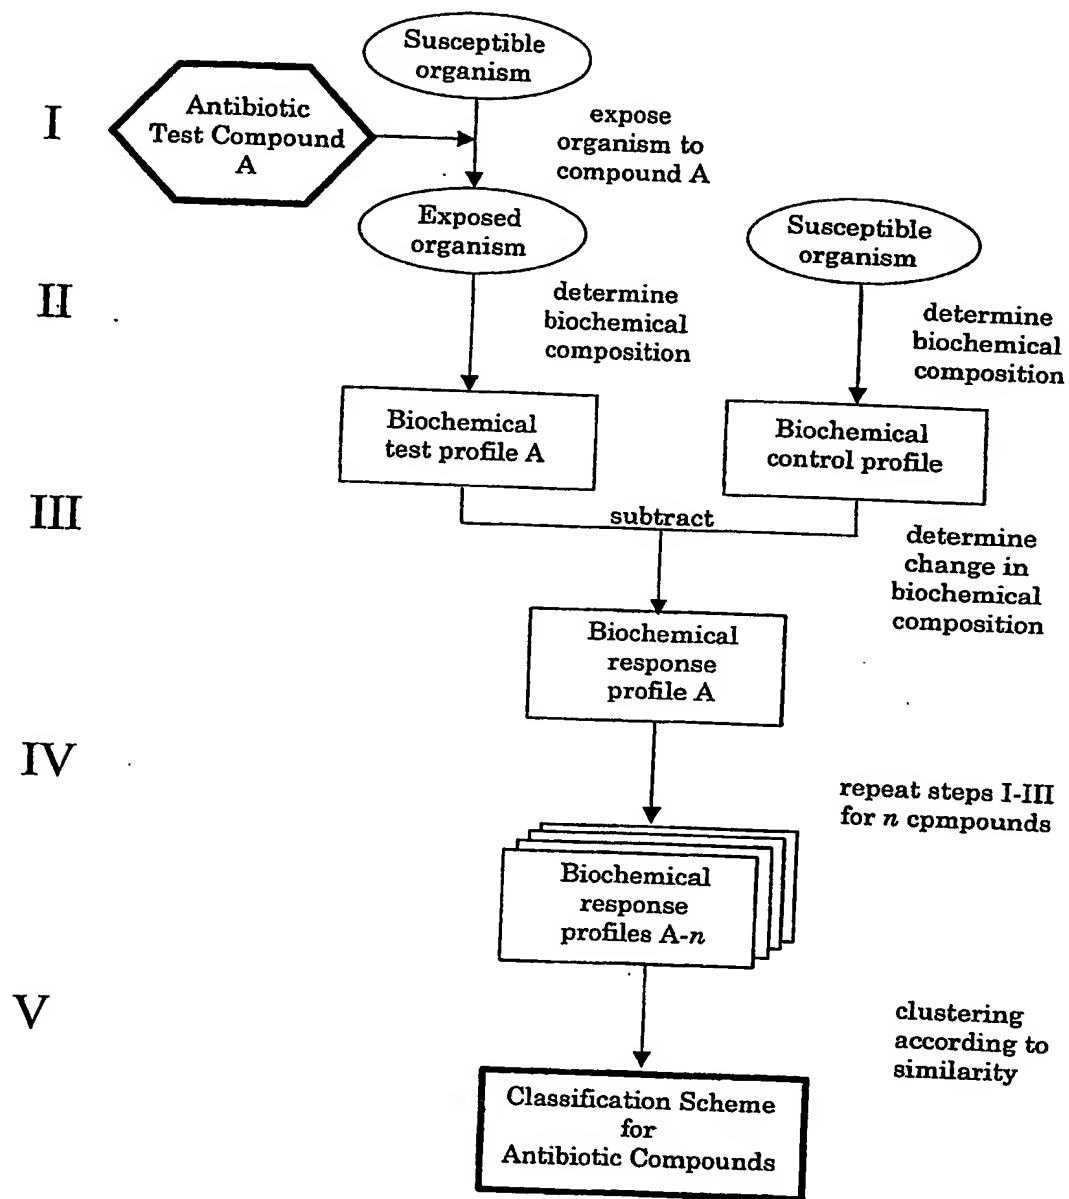 Susceptible
organism
I
Antibiotic
Test Compound
A
expose
organism to
compound A
Exposed
organism
Susceptible
organism
II
determine
biochemical
composition
determine
biochemical
composition
Biochemical
test profile A
Biochemical
control profile
III
subtract
determine
change in
biochemical
composition
Biochemical
response
profile A
IV
repeat steps I-III
for n cpmpounds
Biochemical
response
profiles A-n
V
clustering
according to
similarity
Classification Scheme
for
Antibiotic Compounds